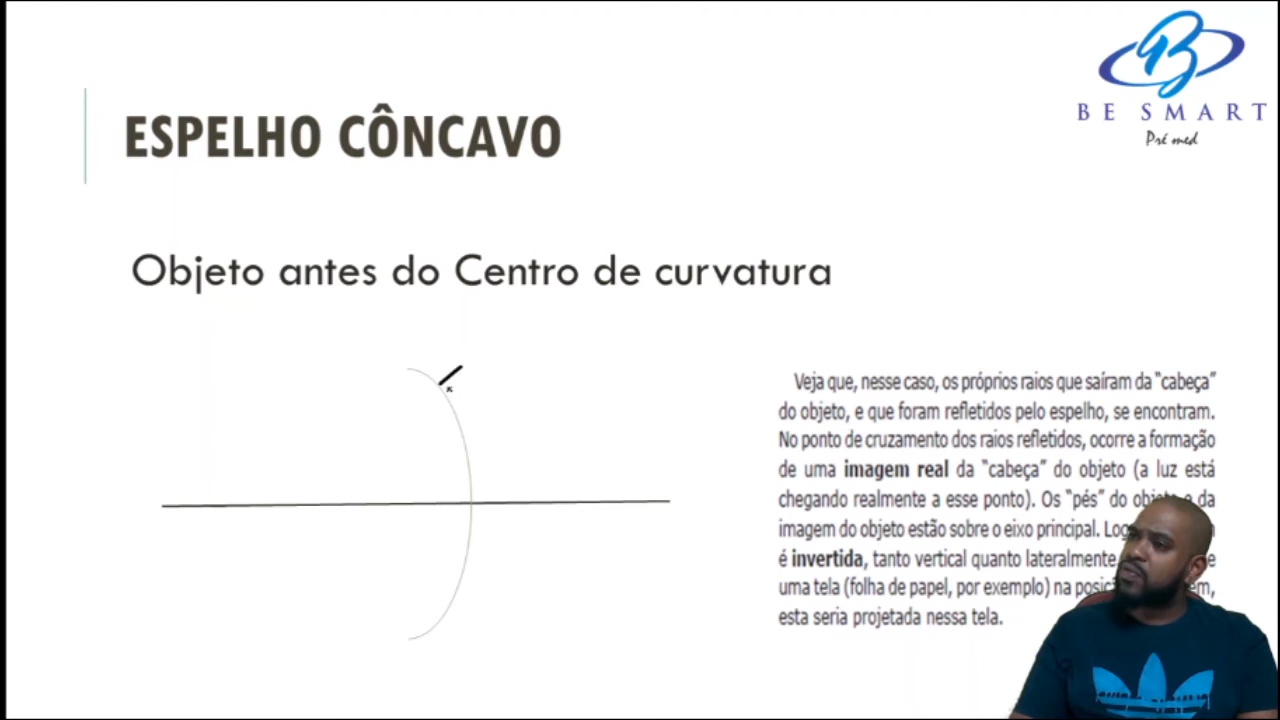 BE SMART
Pré med
ESPELHO CÔNCAVO
Objeto antes do Centro de curvatura
Veja que, nesse caso, os próprios raios que saíram da "cabeça"
do objeto, e que foram refletidos pelo espelho, se encontram.
No ponto de cruzamento dos raios refletidos, ocorre a formação
de uma imagem real da "cabeça" do objeto (a luz está
chegando realmente a esse ponto). Os "pés" do da
imagem do objeto estão sobre o eixo principal.
é invertida, tanto vertical quanto lateralmente
uma tela (folha de papel, por exemplo) na
esta seria projetada nessa tela.